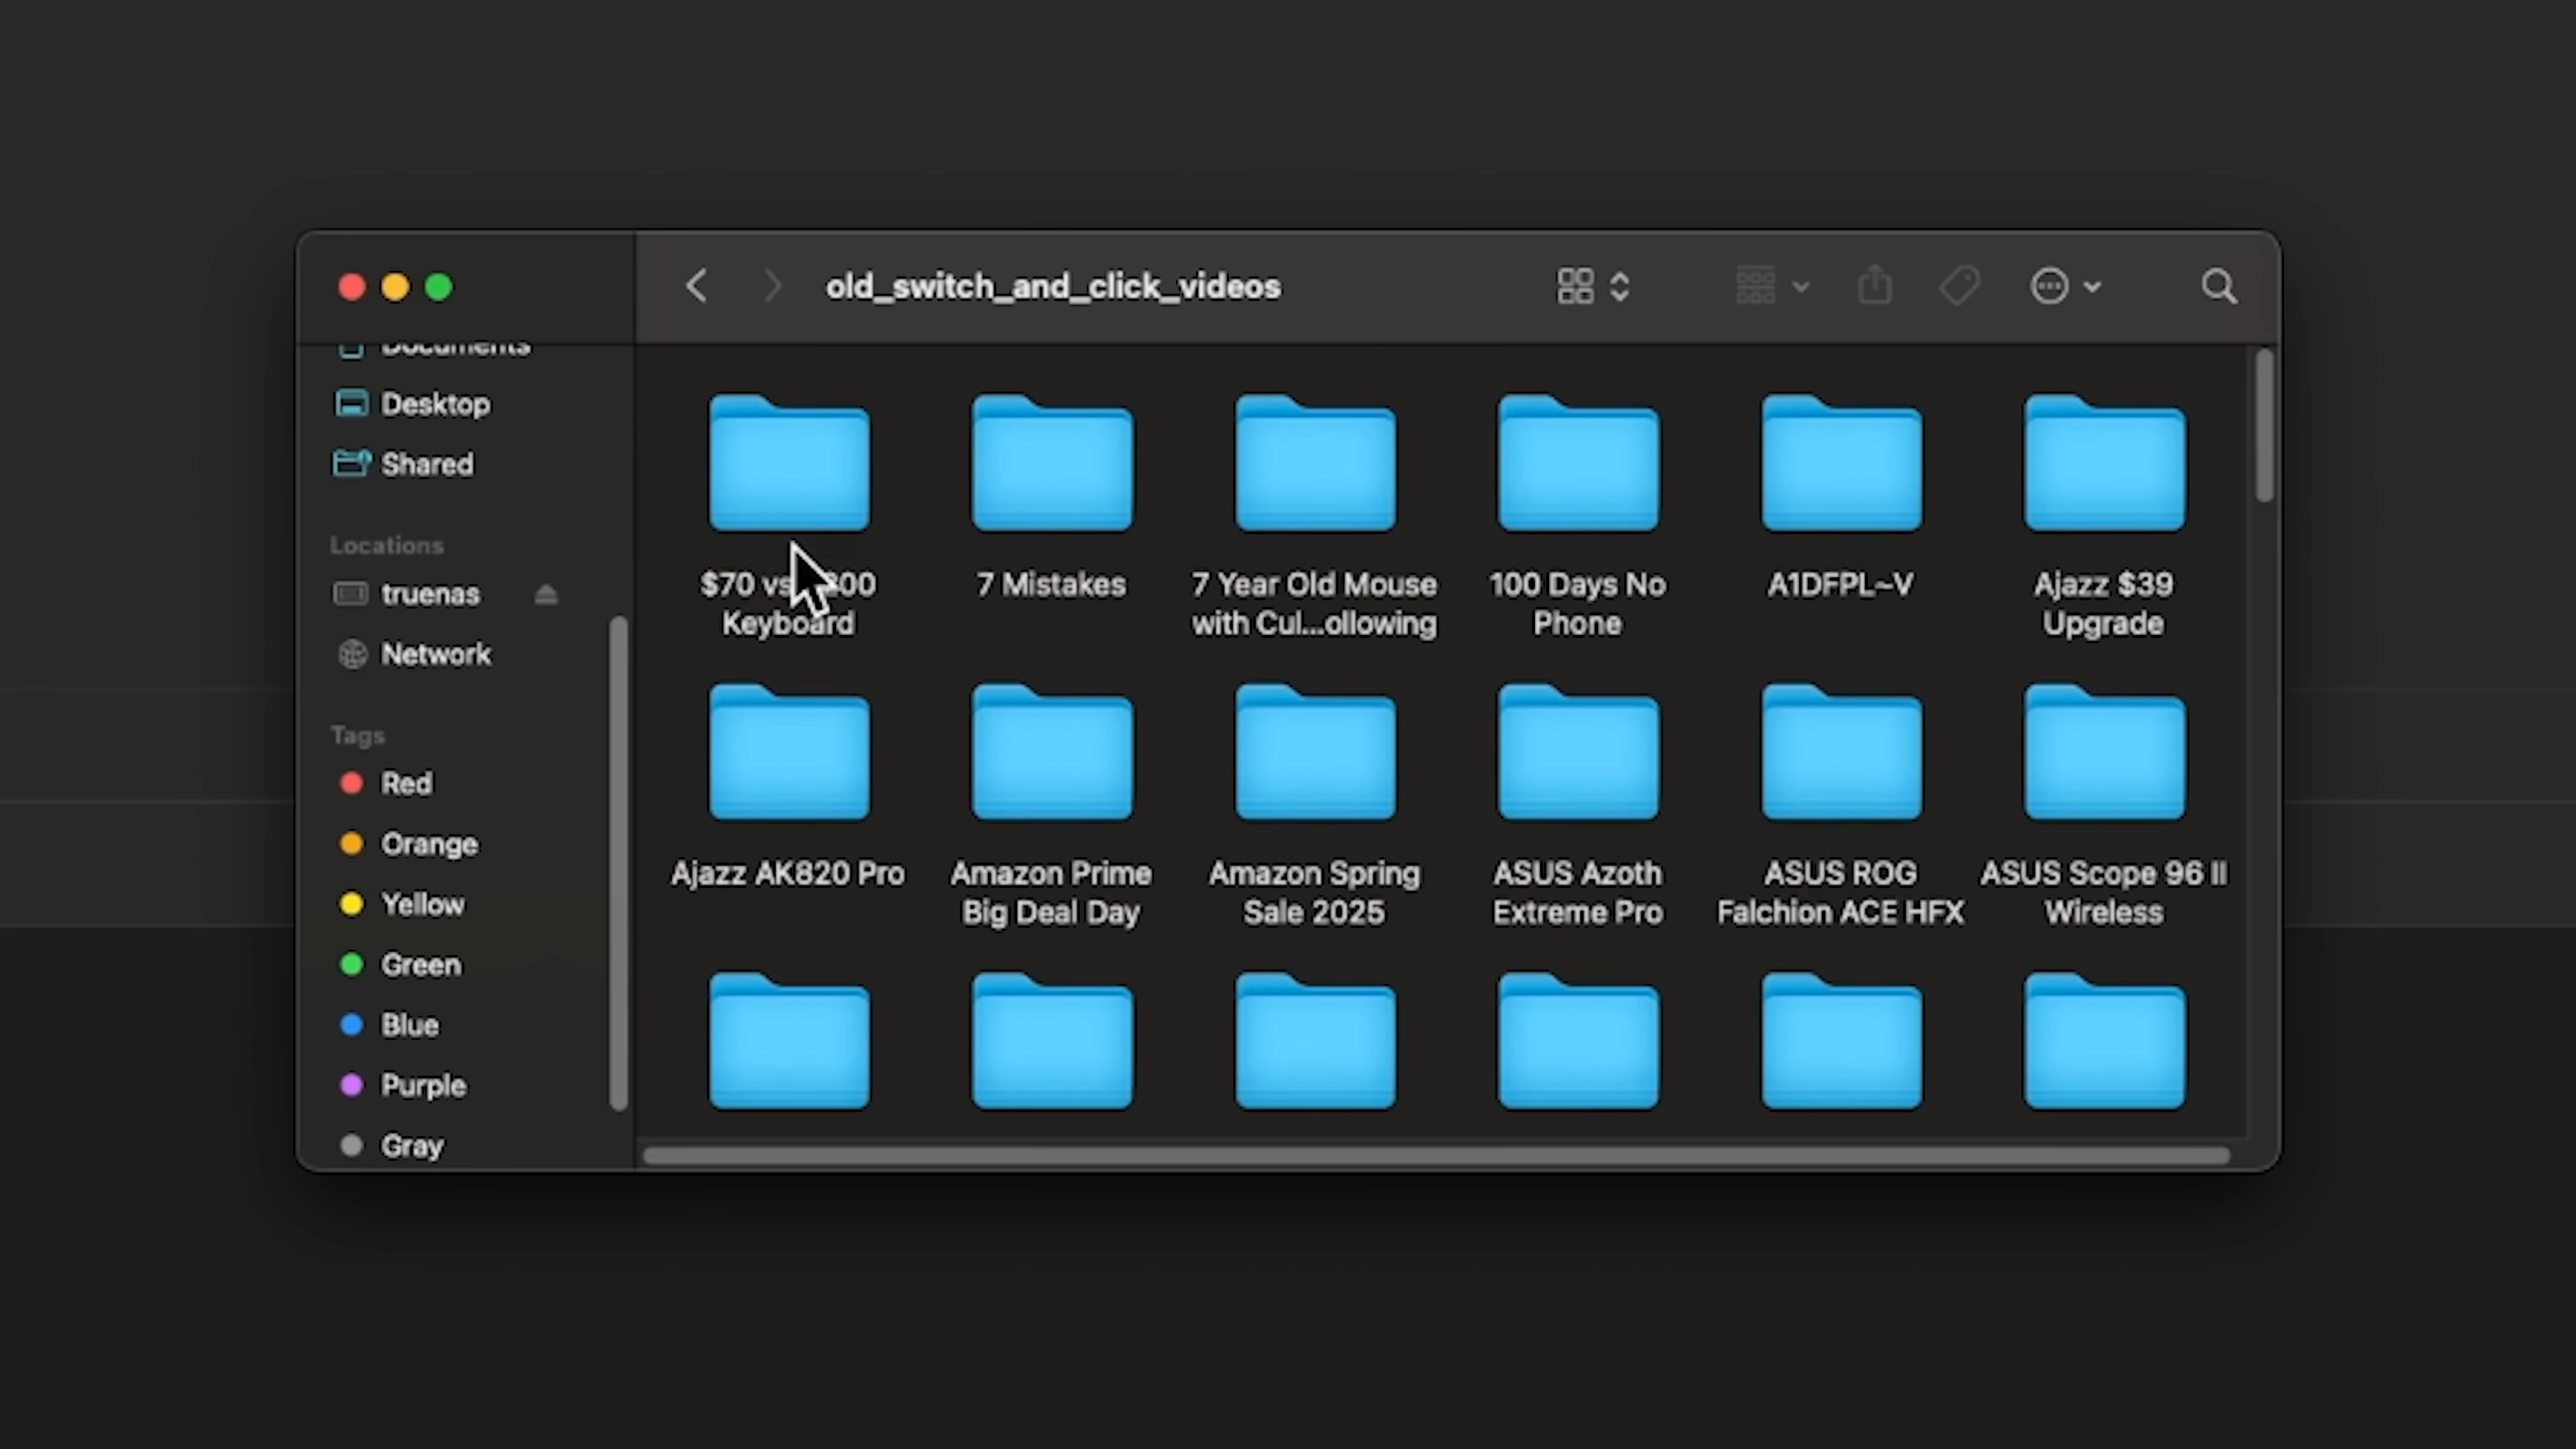 old_switch_and_click_videos
Documents
Desktop
Shared
Locations
truenas
Network
Tags
Red
Orange
Yellow
Green
Blue
Purple
Gray
$70 vs
Keyboard
7 Mistakes
7 Year Old Mouse
with Cul...ollowing
100 Days No
Phone
A1DFPL~V
Ajazz $39
Upgrade
Ajazz AK820 Pro
Amazon Prime
Big Deal Day
Amazon Spring
Sale 2025
ASUS Azoth
Extreme Pro
ASUS ROG
Falchion ACE HFX
ASUS Scope 96 II
Wireless